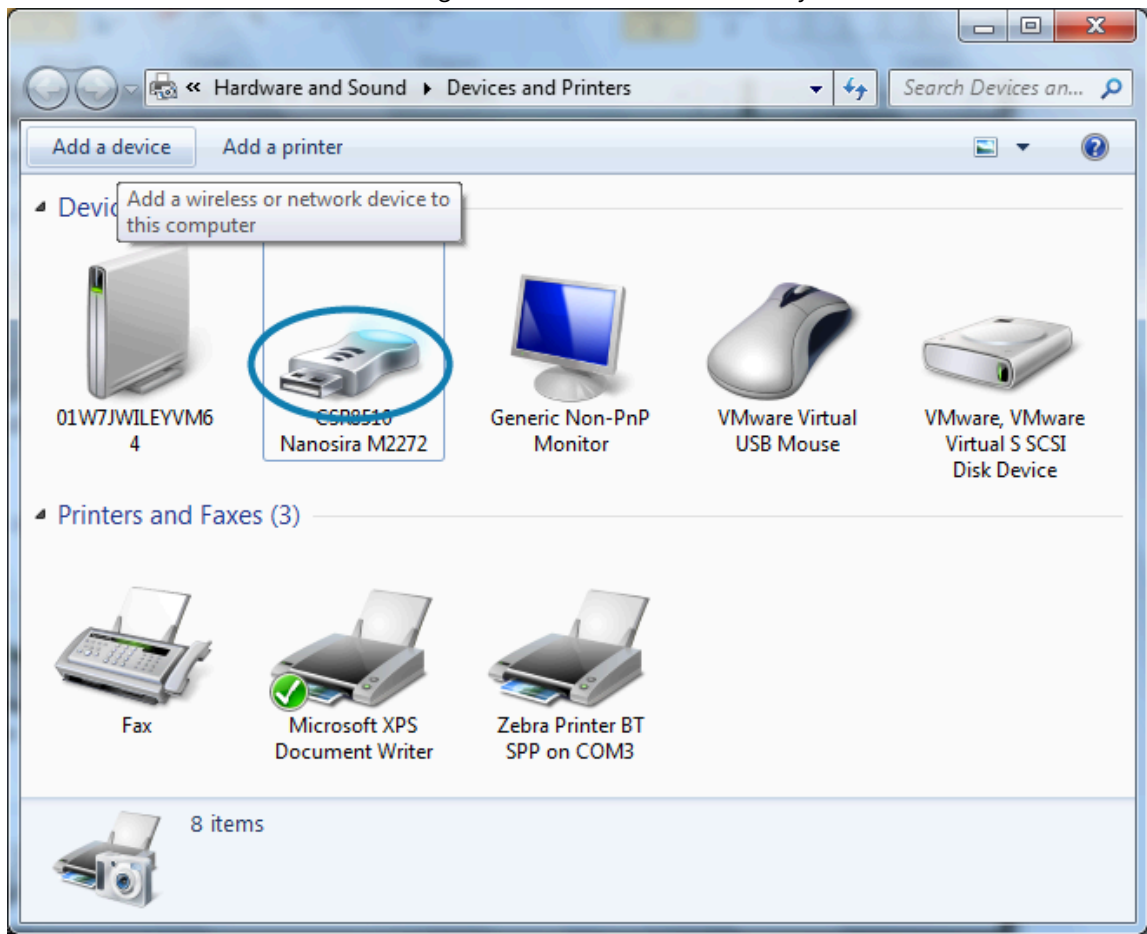 « Hardware and Sound ▸ Devices and Printers
Search Devices an...
Add a device Add a printer
Add a wireless or network device to
this computer
Devic
01W7JWILEYVM6
4
CSR8510
Nanosira M2272
Generic Non-PnP
Monitor
VMware Virtual
USB Mouse
VMware, VMware
Virtual S SCSI
Disk Device
Printers and Faxes (3)
Fax
Microsoft XPS
Document Writer
Zebra Printer BT
SPP on COM3
8 items